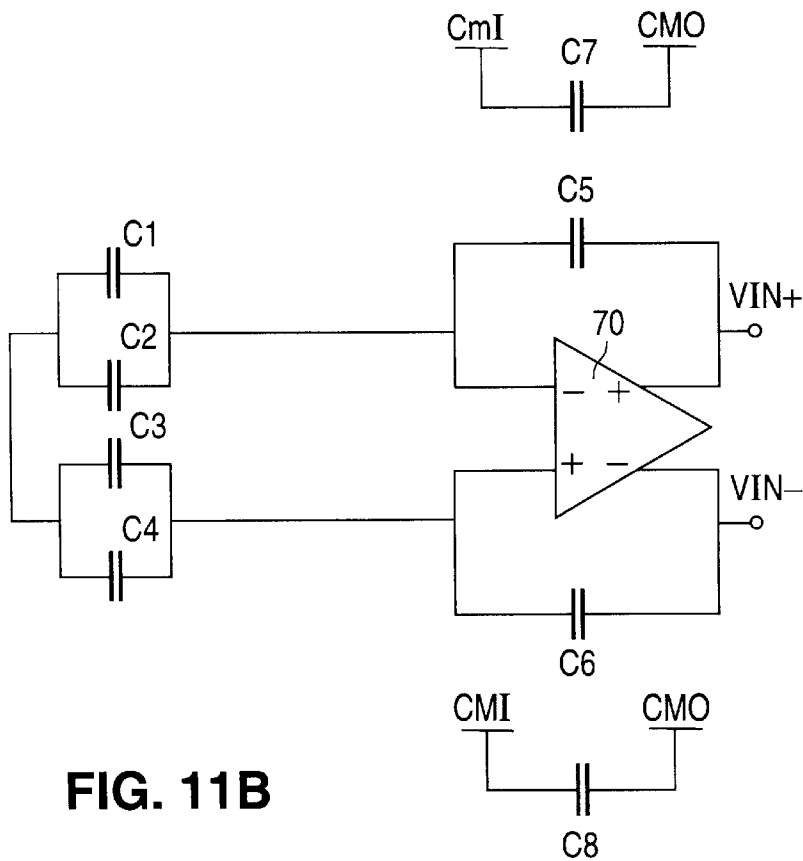 CmI
CMO
C7
C5
C1
VIN+
70
C2
− +
C3
+ −
VIN−
C4
C6
CMI
CMO
FIG. 11B
C8